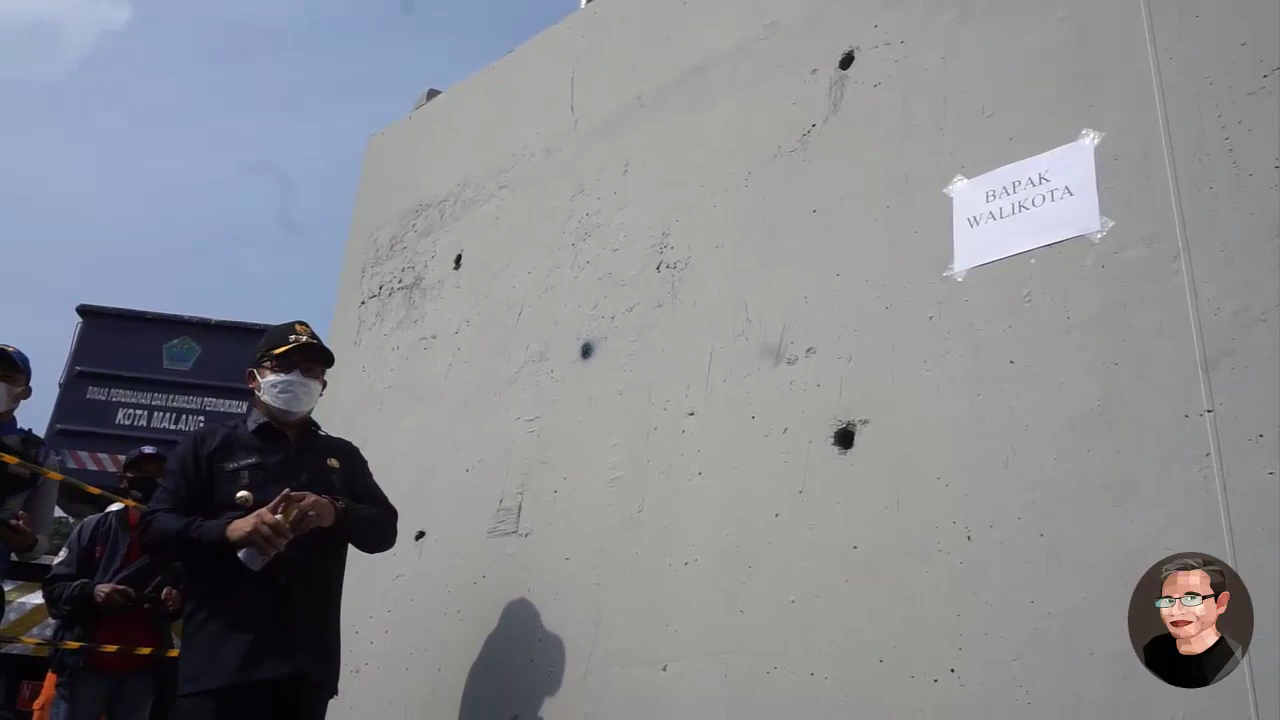 BAPAK
WALIKOTA
DINAS PERUMAHAN DAN KAWASAN PERMUKIMAN
KOTA MALANG